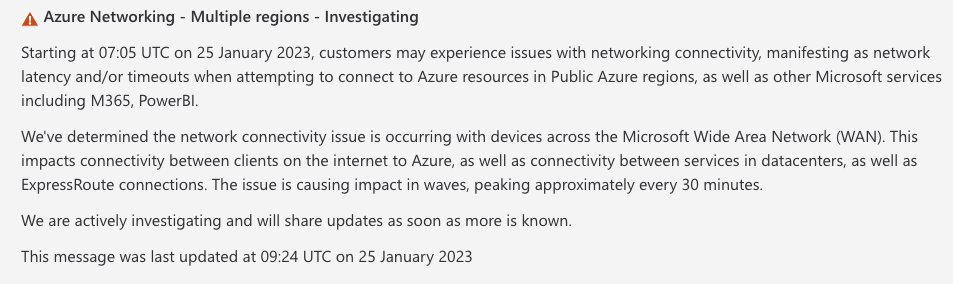 Azure Networking - Multiple regions - Investigating
Starting at 07:05 UTC on 25 January 2023, customers may experience issues with networking connectivity, manifesting as network
latency and/or timeouts when attempting to connect to Azure resources in Public Azure regions, as well as other Microsoft services
including M365, PowerBI.
We've determined the network connectivity issue is occurring with devices across the Microsoft Wide Area Network (WAN). This
impacts connectivity between clients on the internet to Azure, as well as connectivity between services in datacenters, as well as
ExpressRoute connections. The issue is causing impact in waves, peaking approximately every 30 minutes.
We are actively investigating and will share updates as soon as more is known.
This message was last updated at 09:24 UTC on 25 January 2023